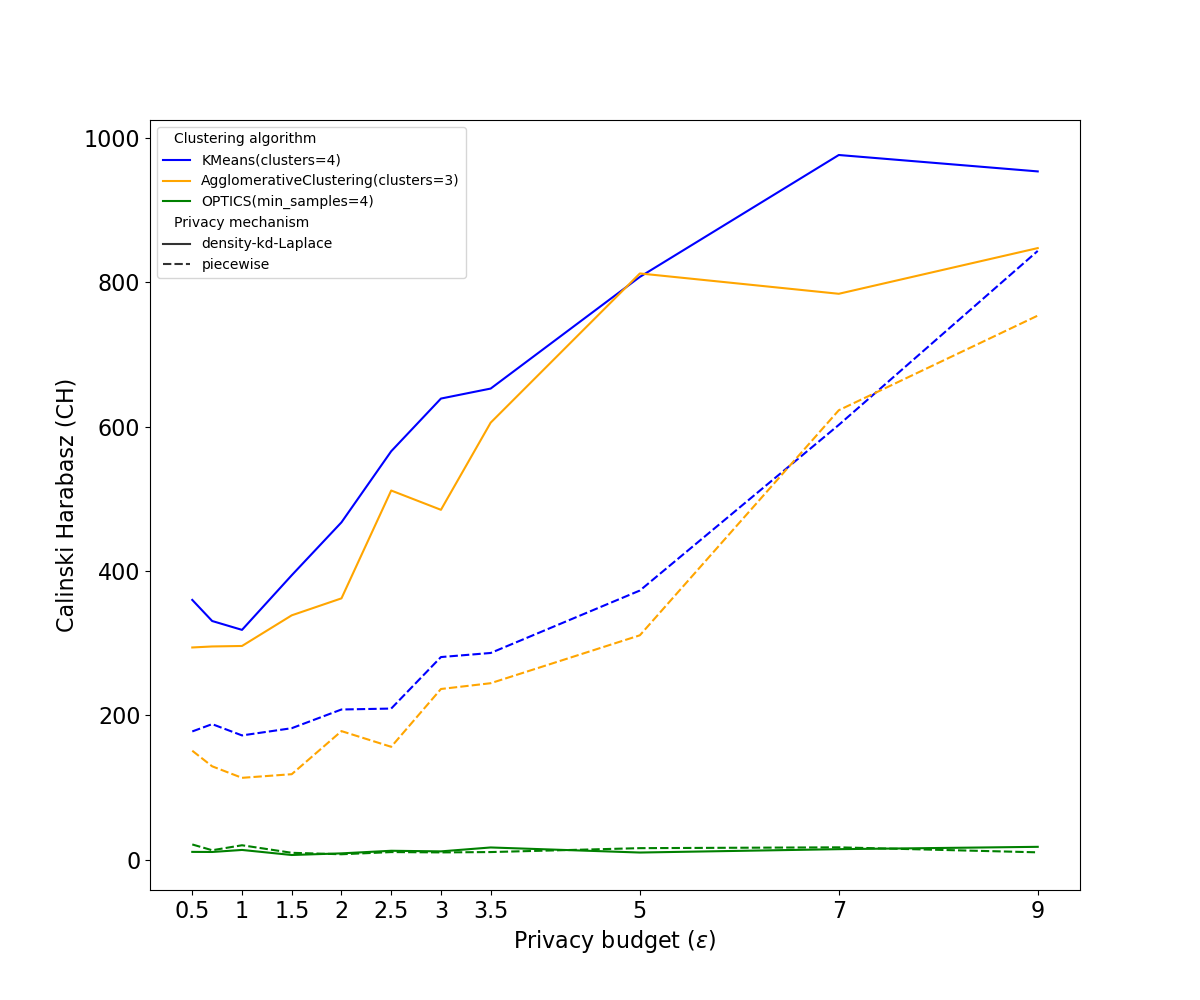 Clustering algorithm
KMeans(clusters=4)
AgglomerativeClustering(clusters=3)
OPTICS(min_samples=4)
Privacy mechanism
density-kd-Laplace
piecewise
Calinski Harabasz (CH)
1000
800
600
400
200
0
0.5 1 1.5 2 2.5 3 3.5 5 7 9
Privacy budget (ε)